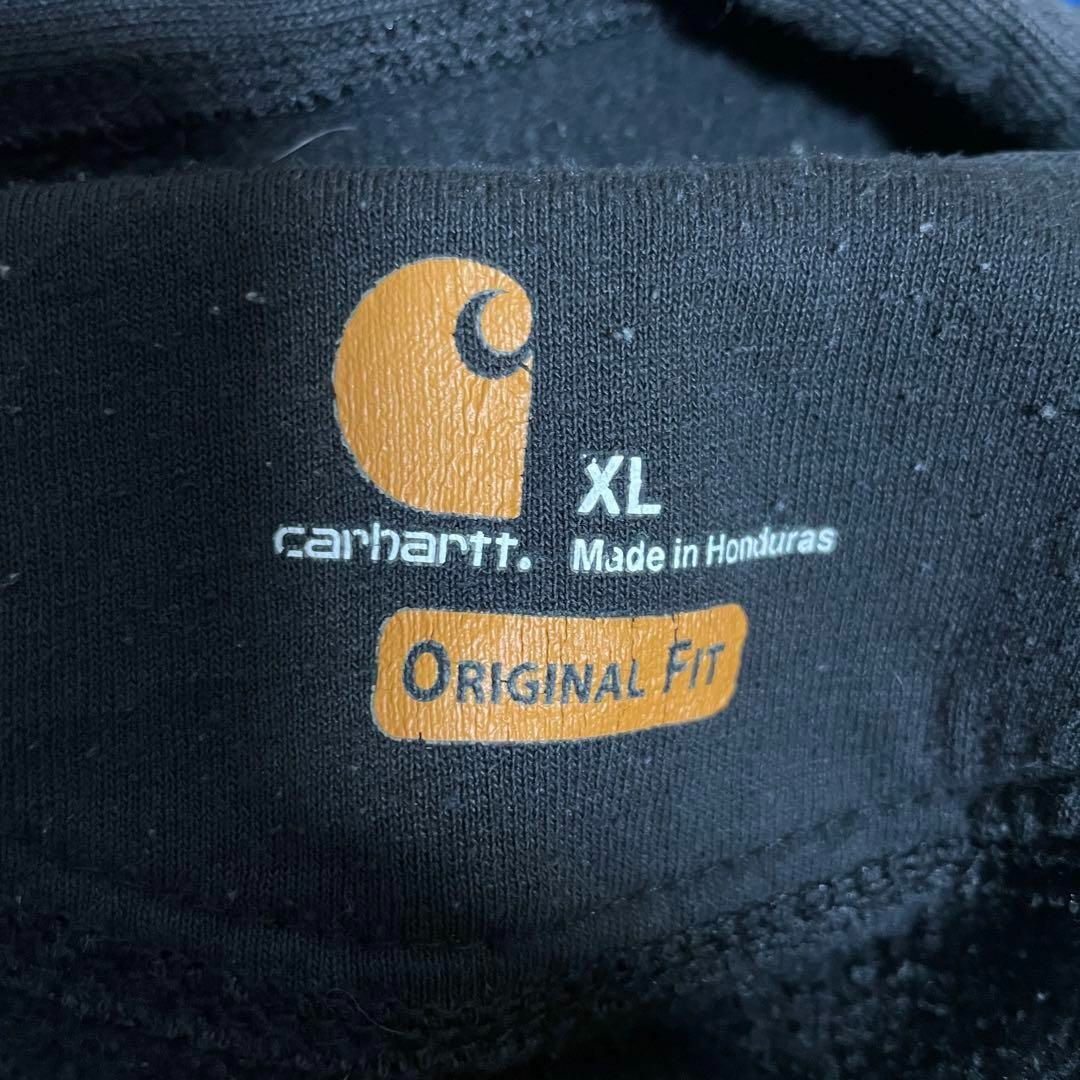 XL
carhartt.
Made in Honduras
ORIGINAL FIT